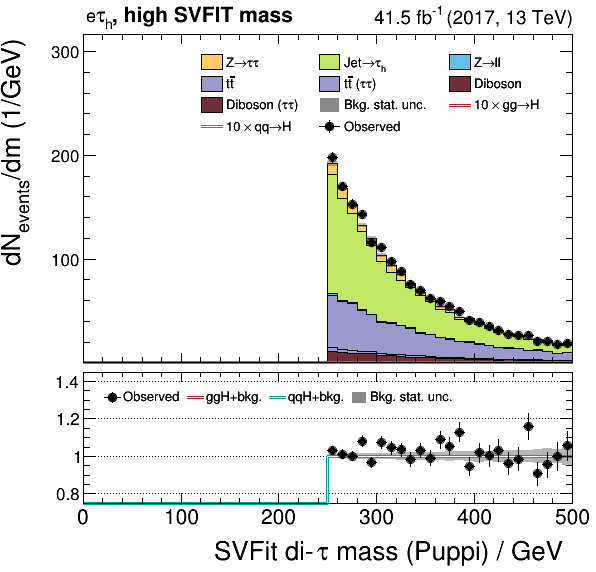 eτh, high SVFIT mass 41.5 fb⁻¹ (2017, 13 TeV)
dNevents/dm (1/GeV)
300
200
100
Z→ττ Jet→τh Z→ll
tt̄ tt̄ (ττ) Diboson
Diboson (ττ) Bkg. stat. unc. 10 × gg→H
10 × qq→H Observed
1.4
1.2
1
0.8
Observed ggH+bkg. qqH+bkg. Bkg. stat. unc.
0 100 200 300 400 500
SVFit di-τ mass (Puppi) / GeV